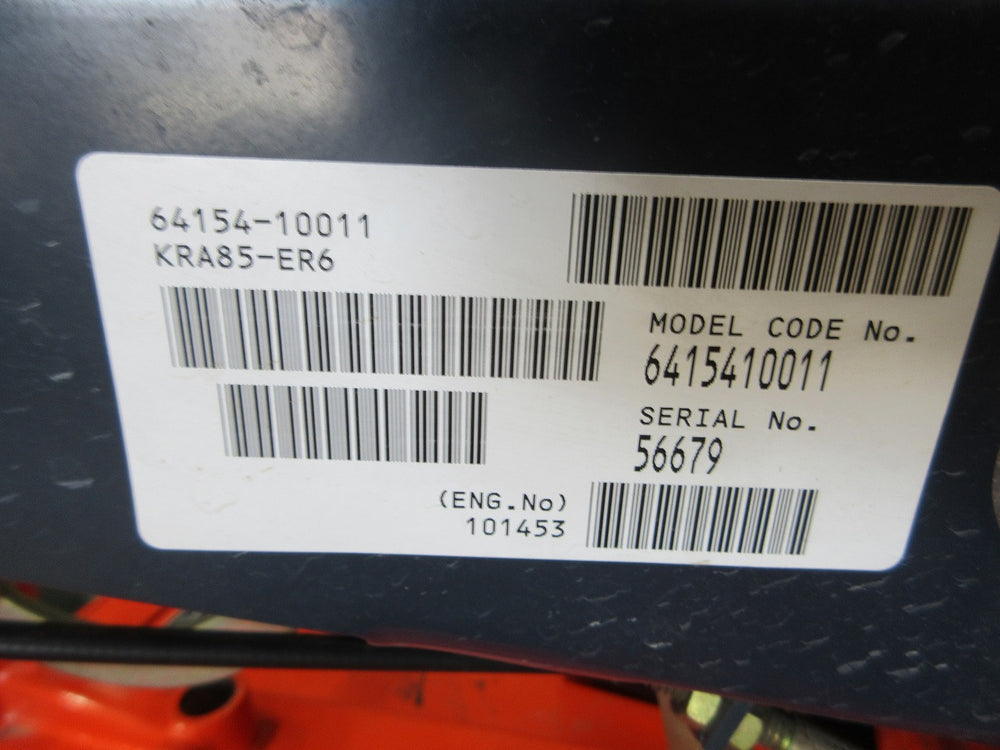 64154-10011
KRA85-ER6
MODEL CODE No.
6415410011
SERIAL No.
56679
(ENG.No)
101453